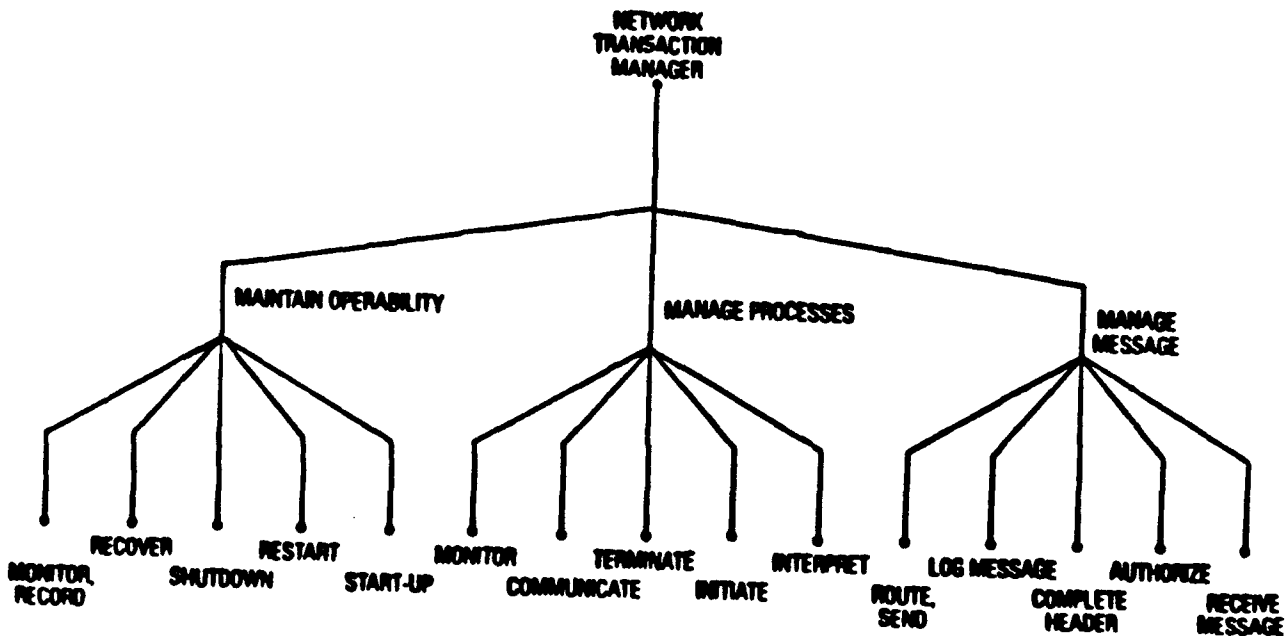 NETWORK
TRANSACTION
MANAGER
MAINTAIN OPERABILITY
MANAGE PROCESSES
MANAGE
MESSAGE
MONITOR,
RECORD
RECOVER
SHUTDOWN
RESTART
START-UP
MONITOR
COMMUNICATE
TERMINATE
INITIATE
INTERPRET
ROUTE,
SEND
LOG MESSAGE
COMPLETE
HEADER
AUTHORIZE
RECEIVE
MESSAGE